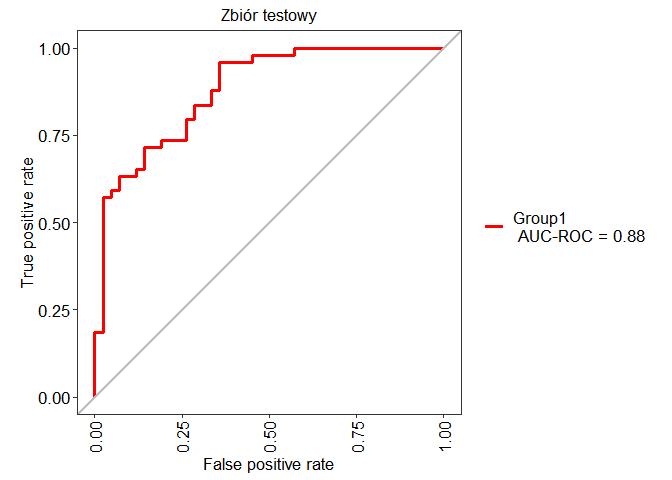 Zbiór testowy
True positive rate
1.00
0.75
0.50
0.25
0.00
0.00
0.25
0.50
0.75
1.00
False positive rate
Group1
AUC-ROC = 0.88